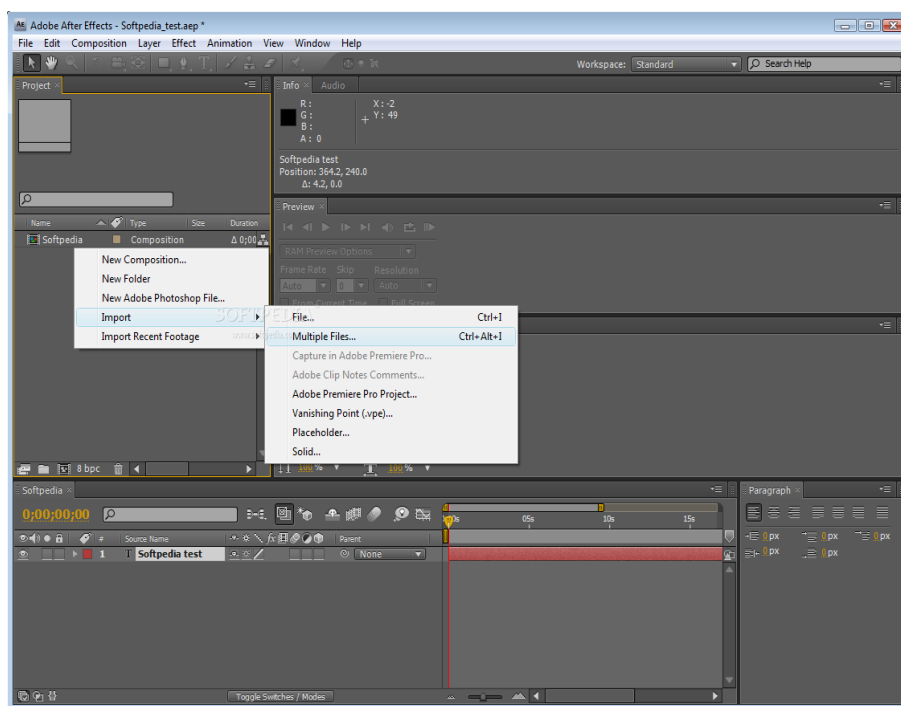 Adobe After Effects - Softpedia_test.aep *
File Edit Composition Layer Effect Animation View Window Help
Workspace: Standard
Search Help
Project
Info Audio
R :
G :
B :
A : 0
X : -2
Y : 49
Softpedia test
Position: 364.2, 240.0
Δ: 4.2, 0.0
Preview
Name Type Size Duration
Softpedia Composition Δ 0;00
RAM Preview Options
Frame Rate Skip Resolution
Auto 0 Auto
From Current Time Full Screen
New Composition...
New Folder
New Adobe Photoshop File...
Import
Import Recent Footage
SOFTPEDIA
File... Ctrl+I
Multiple Files... Ctrl+Alt+I
Capture in Adobe Premiere Pro...
Adobe Clip Notes Comments...
Adobe Premiere Pro Project...
Vanishing Point (.vpe)...
Placeholder...
Solid...
8 bpc
100 % 100 %
Softpedia
Paragraph
0;00;00;00
05s 10s 15s
# Source Name Parent
1 T Softpedia test None
0 px 0 px 0 px
0 px 0 px
Toggle Switches / Modes